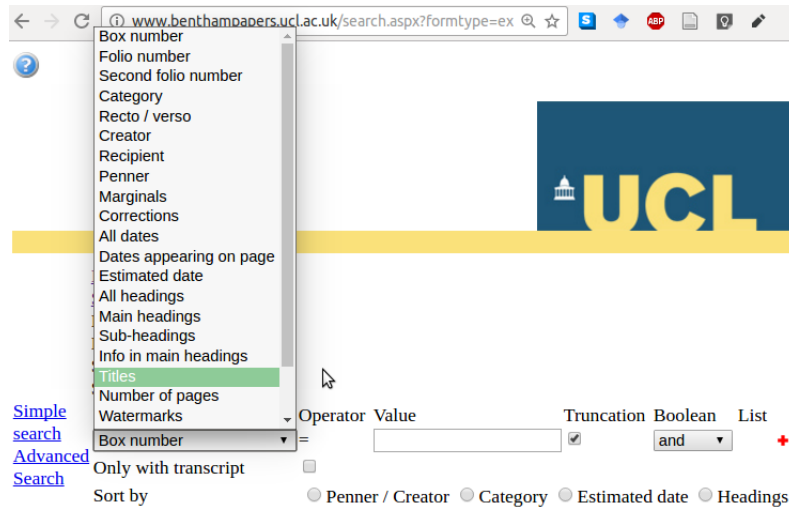 www.benthampapers.ucl.ac.uk/search.aspx?formtype=ex
S
ABP
?
Box number
Folio number
Second folio number
Category
Recto / verso
Creator
Recipient
Penner
Marginals
Corrections
All dates
Dates appearing on page
Estimated date
All headings
Main headings
Sub-headings
Info in main headings
Titles
Number of pages
Watermarks
UCL
Simple
search
Advanced
Search
Operator Value Truncation Boolean List
Box number = and
Only with transcript
Sort by Penner / Creator Category Estimated date Headings